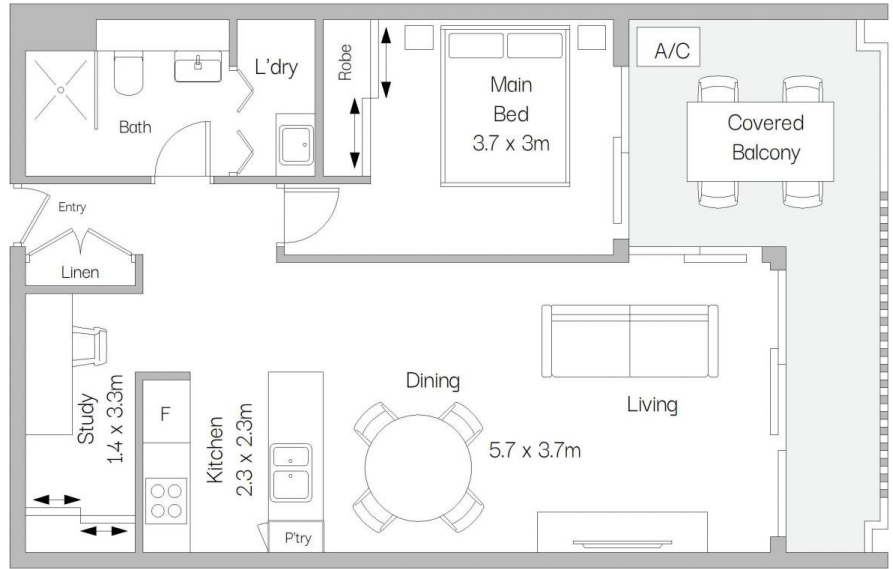 L'dry
Robe
A/C
Main
Bed
3.7 x 3m
Covered
Balcony
Bath
Entry
Linen
Study
1.4 x 3.3m
F
Kitchen
2.3 x 2.3m
Dining
Living
5.7 x 3.7m
P'try